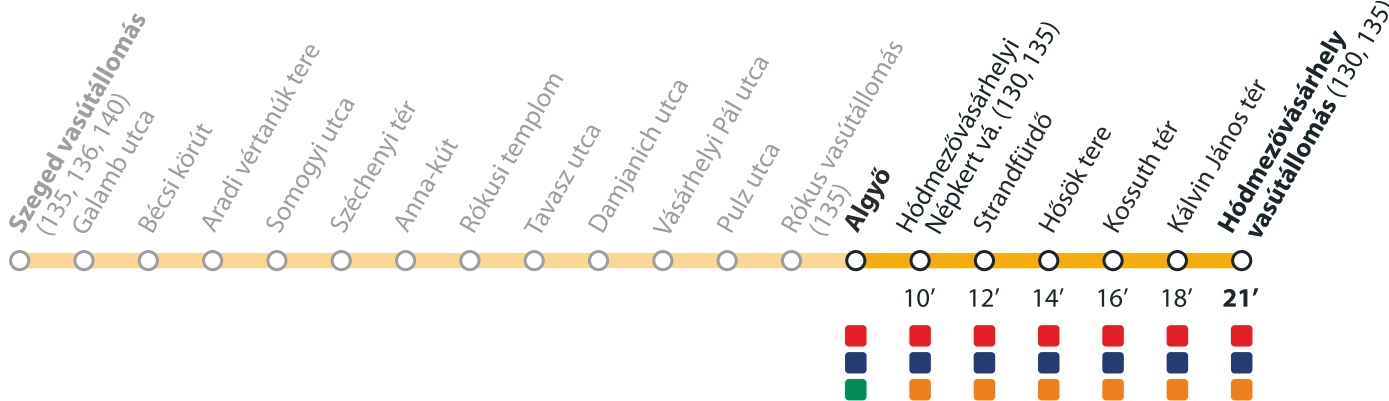 Szeged vasútállomás
(135, 136, 140)
Galamb utca
Bécsi körút
Aradi vértanúk tere
Somogyi utca
Széchenyi tér
Anna-kút
Rókusi templom
Tavasz utca
Damjanich utca
Vásárhelyi Pál utca
Pulz utca
Rókus vasútállomás
(135)
Algyő
Hódmezővásárhelyi
Népkert vá. (130, 135)
Strandfürdő
Hősök tere
Kossuth tér
Kálvin János tér
Hódmezővásárhely
vasútállomás (130, 135)
10’ 12’ 14’ 16’ 18’ 21’